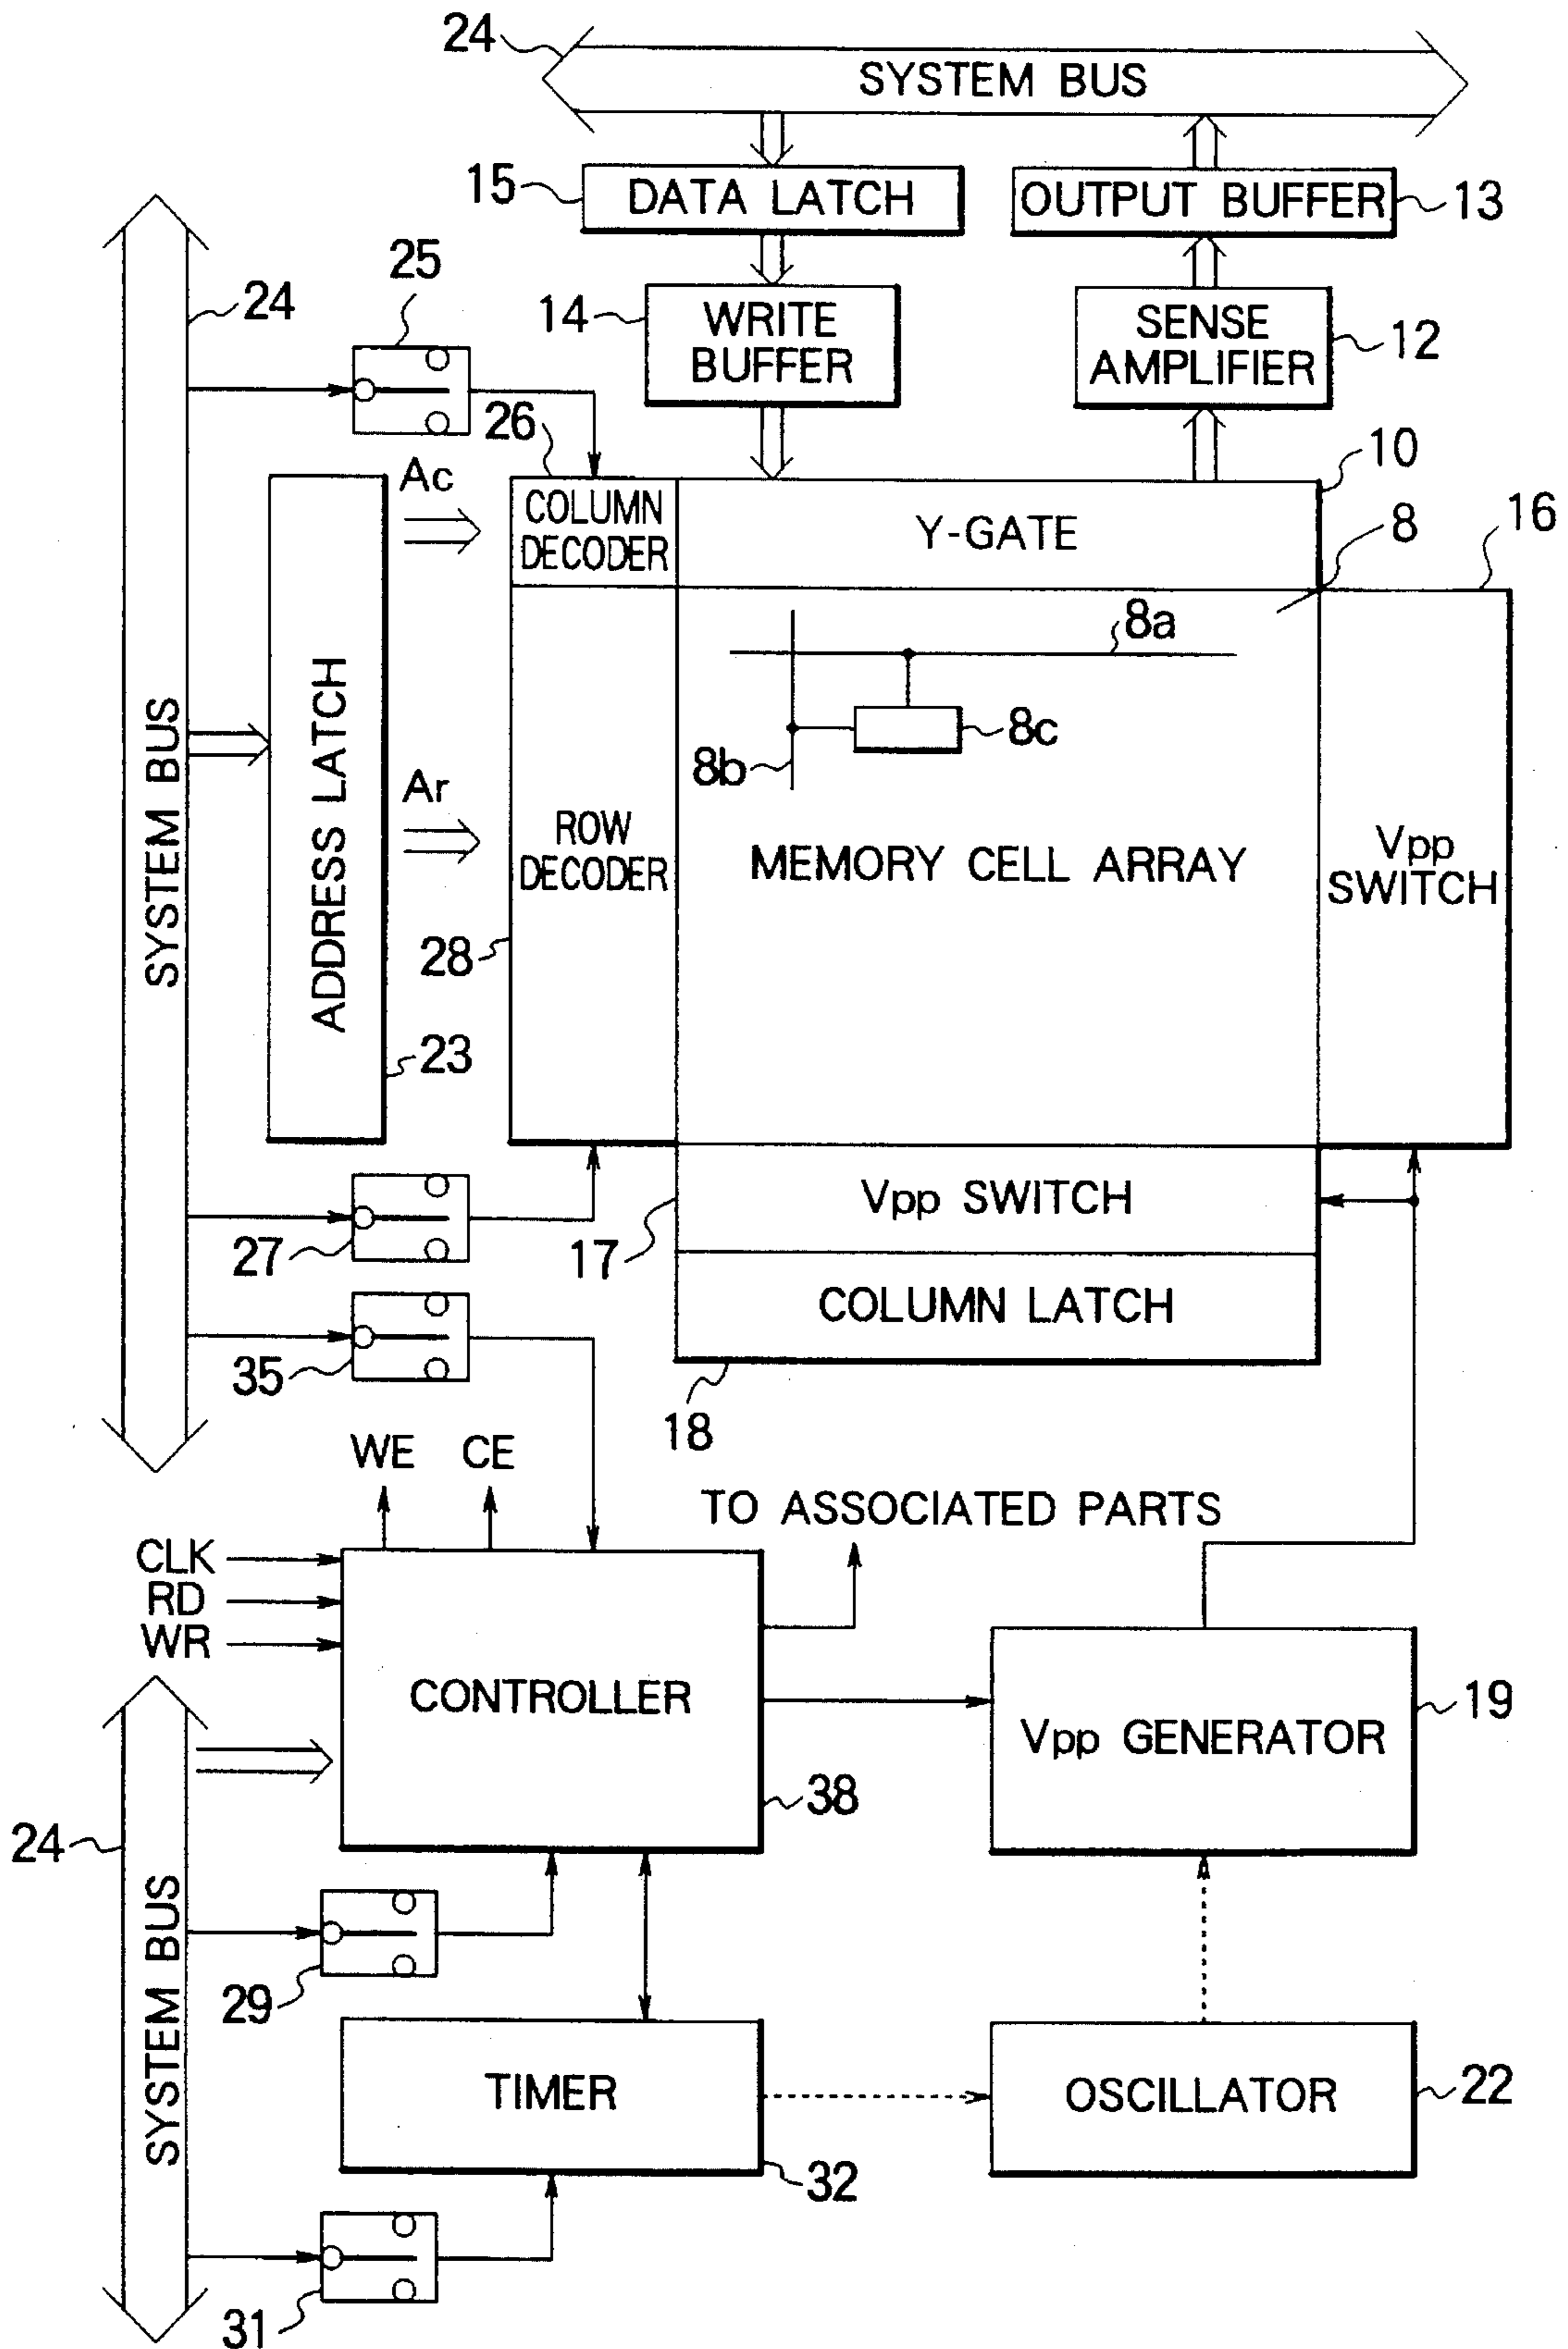 24
SYSTEM BUS
15
DATA LATCH
OUTPUT BUFFER
13
25
24
14
WRITE
BUFFER
SENSE
AMPLIFIER
12
26
10
Ac
COLUMN
DECODER
Y-GATE
8
16
8a
8c
8b
SYSTEM BUS
ADDRESS LATCH
Ar
ROW
DECODER
MEMORY CELL ARRAY
Vpp
SWITCH
28
23
27
17
Vpp SWITCH
35
COLUMN LATCH
18
WE
CE
TO ASSOCIATED PARTS
CLK
RD
WR
CONTROLLER
19
Vpp GENERATOR
38
24
SYSTEM BUS
29
TIMER
OSCILLATOR
22
32
31